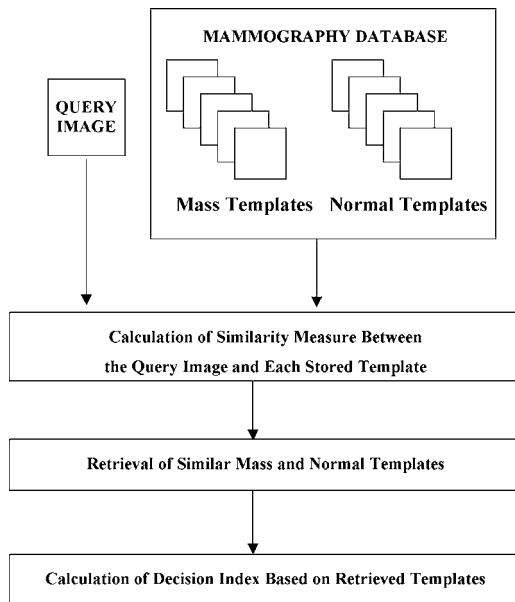 MAMMOGRAPHY DATABASE
QUERY
IMAGE
Mass Templates
Normal Templates
Calculation of Similarity Measure Between
the Query Image and Each Stored Template
Retrieval of Similar Mass and Normal Templates
Calculation of Decision Index Based on Retrieved Templates